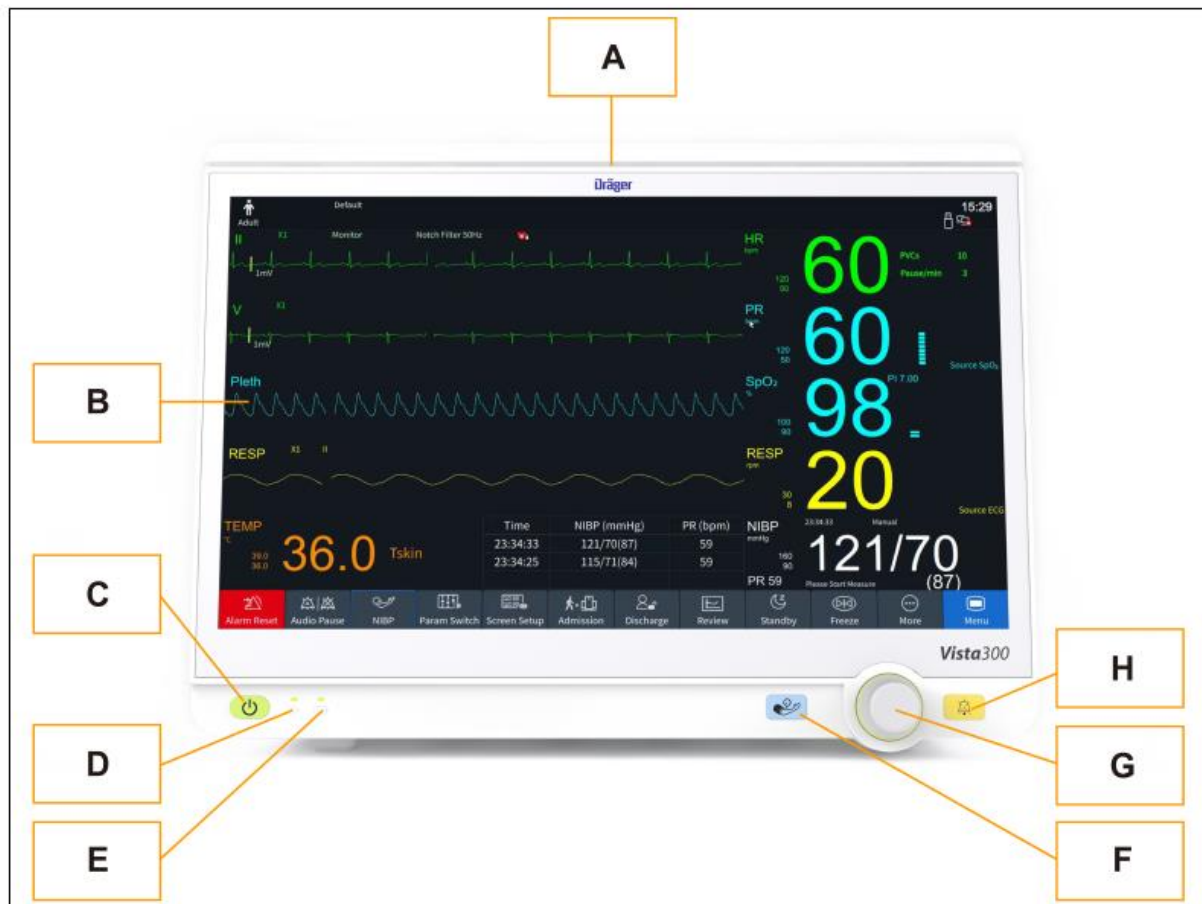 A
Dräger
Default
15:29
Adult
II X1 Monitor Notch Filter 50Hz
1mV
HR
bpm
120
60
PVCs 10
Pause/min 3
V X1
1mV
PR
120
50
60
Source SpO₂
B
Pleth
SpO₂
%
100
90
98
PI 7.00
RESP X1 II
RESP
rpm
30
8
20
Source ECG
TEMP
°C
39.0
36.0
36.0 Tskin
Time NIBP (mmHg) PR (bpm)
23:34:33 121/70(87) 59
23:34:25 115/71(84) 59
NIBP
mmHg
23:34:33 Manual
160
90
121/70
(87)
PR 59 Please Start Measure
C
Alarm Reset Audio Pause NIBP Param Switch Screen Setup Admission Discharge Review Standby Freeze More Menu
Vista300
H
D
G
E
F